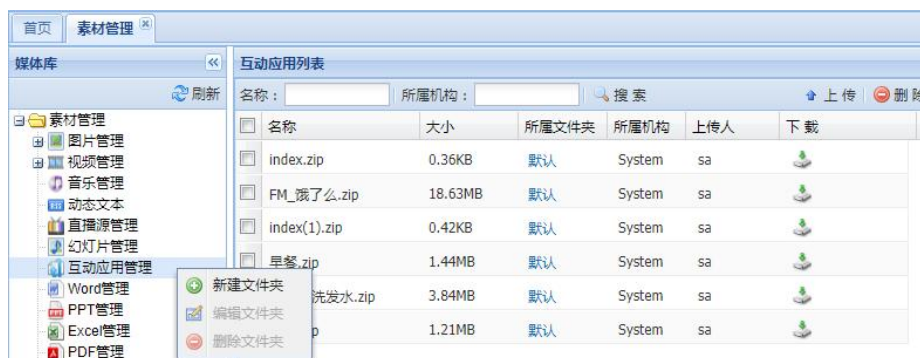 首页 素材管理
媒体库 互动应用列表
刷新 名称： 所属机构： 搜索 上传 删除
素材管理 名称 大小 所属文件夹 所属机构 上传人 下载
图片管理
视频管理 index.zip 0.36KB 默认 System sa
音乐管理
动态文本 FM_饿了么.zip 18.63MB 默认 System sa
直播源管理 index(1).zip 0.42KB 默认 System sa
幻灯片管理
互动应用管理 早餐.zip 1.44MB 默认 System sa
Word管理 新建文件夹 洗发水.zip 3.84MB 默认 System sa
PPT管理 编辑文件夹
Excel管理 1.21MB 默认 System sa
PDF管理 删除文件夹